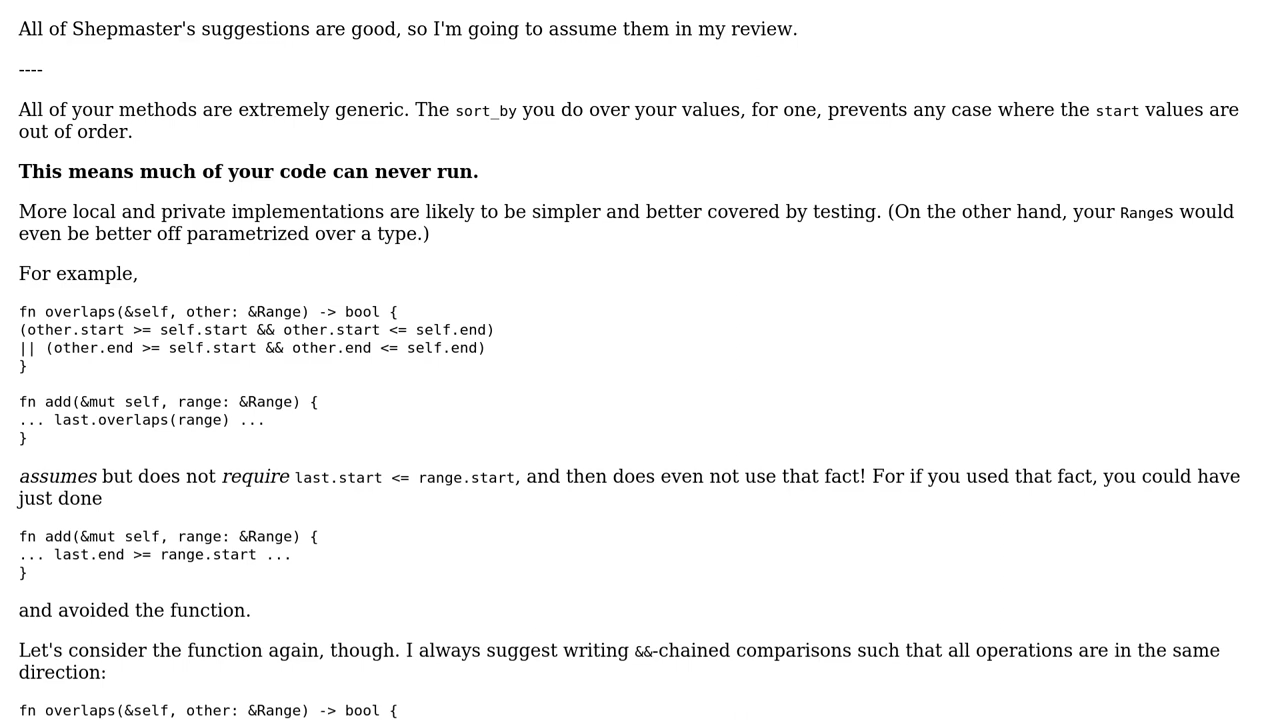 All of Shepmaster's suggestions are good, so I'm going to assume them in my review.
----
All of your methods are extremely generic. The sort_by you do over your values, for one, prevents any case where the start values are
out of order.
This means much of your code can never run.
More local and private implementations are likely to be simpler and better covered by testing. (On the other hand, your Ranges would
even be better off parametrized over a type.)
For example,
fn overlaps(&self, other: &Range) -> bool {
(other.start >= self.start && other.start <= self.end)
|| (other.end >= self.start && other.end <= self.end)
}
fn add(&mut self, range: &Range) {
... last.overlaps(range) ...
}
assumes but does not require last.start <= range.start, and then does even not use that fact! For if you used that fact, you could have
just done
fn add(&mut self, range: &Range) {
... last.end >= range.start ...
}
and avoided the function.
Let's consider the function again, though. I always suggest writing &&-chained comparisons such that all operations are in the same
direction:
fn overlaps(&self, other: &Range) -> bool {